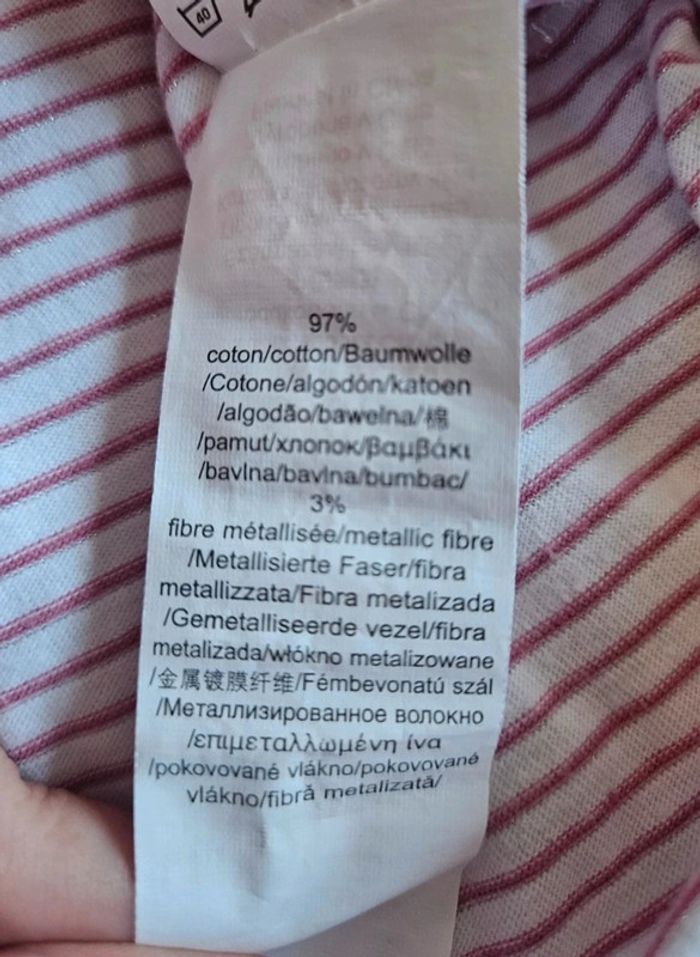 40
97%
coton/cotton/Baumwolle
/Cotone/algodón/katoen
/algodão/bawełna/棉
/pamut/хлопок/βαμβάκι
/bavlna/bavlna/bumbac/
3%
fibre métallisée/metallic fibre
/Metallisierte Faser/fibra
metallizzata/Fibra metalizada
/Gemetalliseerde vezel/fibra
metalizada/włókno metalizowane
/金属镀膜纤维/Fémbevonatú szál
/Металлизированное волокно
/επιμεταλλωμένη ίνα
/pokovované vlákno/pokovované
vlákno/fibră metalizată/